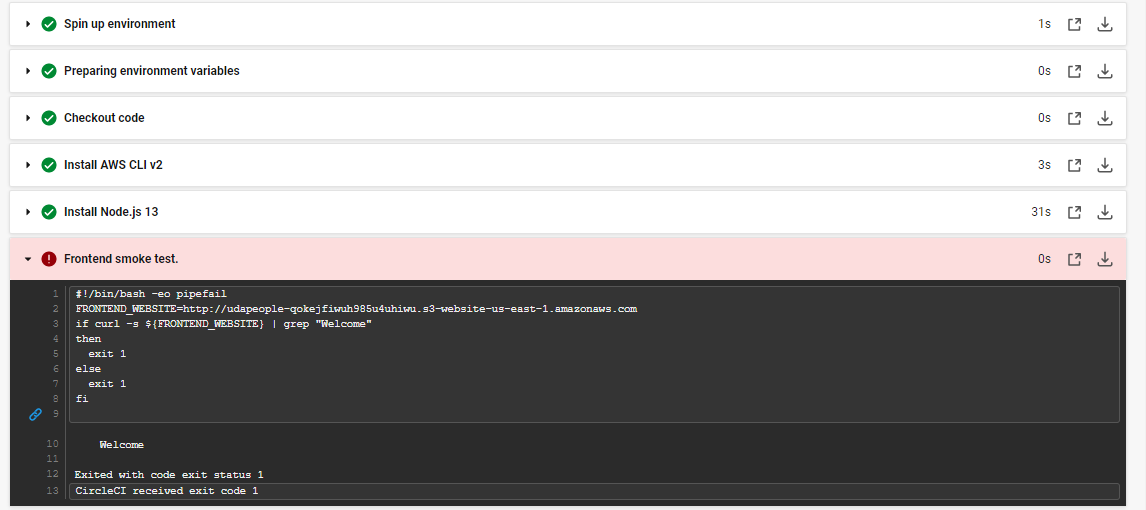 Spin up environment 1s
Preparing environment variables 0s
Checkout code 0s
Install AWS CLI v2 3s
Install Node.js 13 31s
Frontend smoke test. 0s
1 #!/bin/bash -eo pipefail
2 FRONTEND_WEBSITE=http://udapeople-qokejfiwuh985u4uhiwu.s3-website-us-east-1.amazonaws.com
3 if curl -s ${FRONTEND_WEBSITE} | grep "Welcome"
4 then
5   exit 1
6 else
7   exit 1
8 fi
9
10     Welcome
11
12 Exited with code exit status 1
13 CircleCI received exit code 1